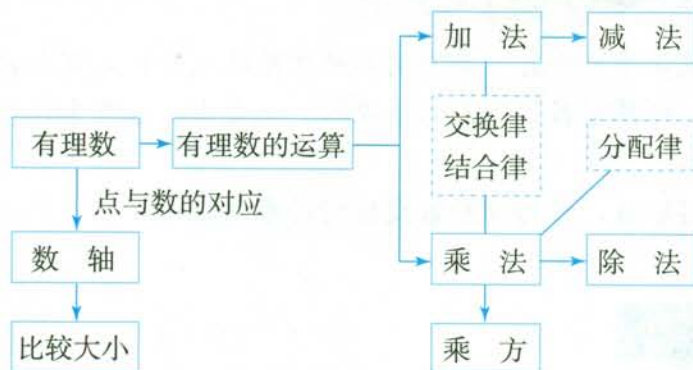 加 法
减 法
交换律
结合律
分配律
有理数
有理数的运算
点与数的对应
数 轴
乘 法
除 法
比较大小
乘 方